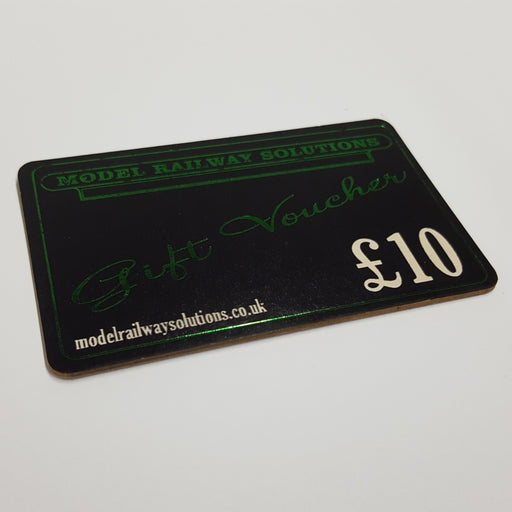 MODEL RAILWAY SOLUTIONS
Gift Voucher
£10
modelrailwaysolutions.co.uk